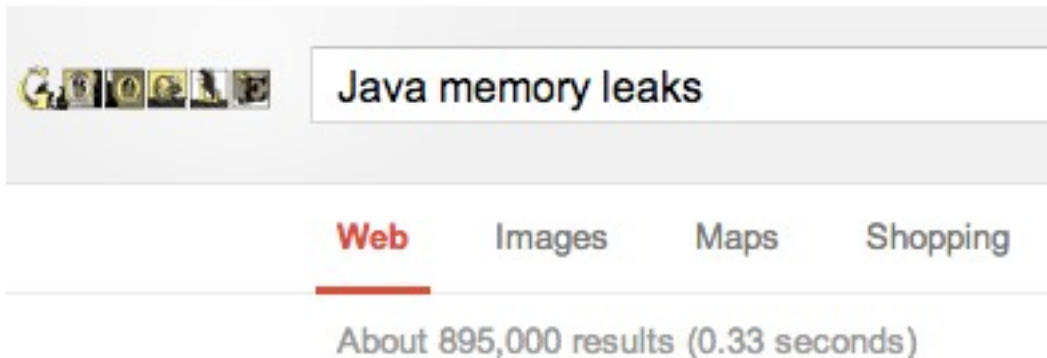 Java memory leaks
Web Images Maps Shopping
About 895,000 results (0.33 seconds)